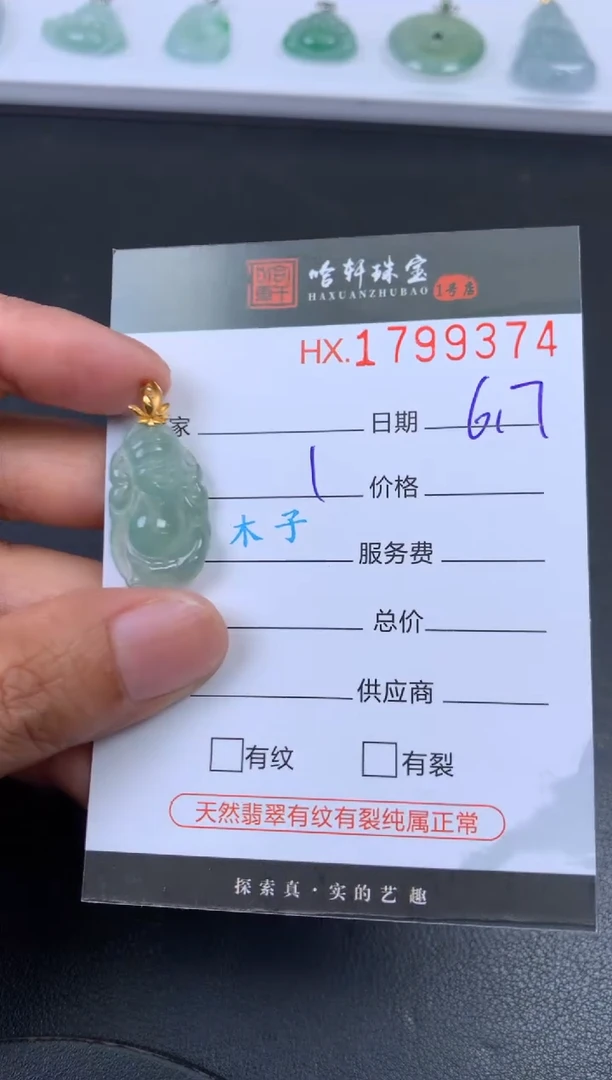 哈轩珠宝
HAXUANZHUBAO 1号店
HX.1799374
家 日期 6.7
1 价格
木子
服务费
总价
供应商
有纹 有裂
天然翡翠有纹有裂纯属正常
探索真·实的艺趣